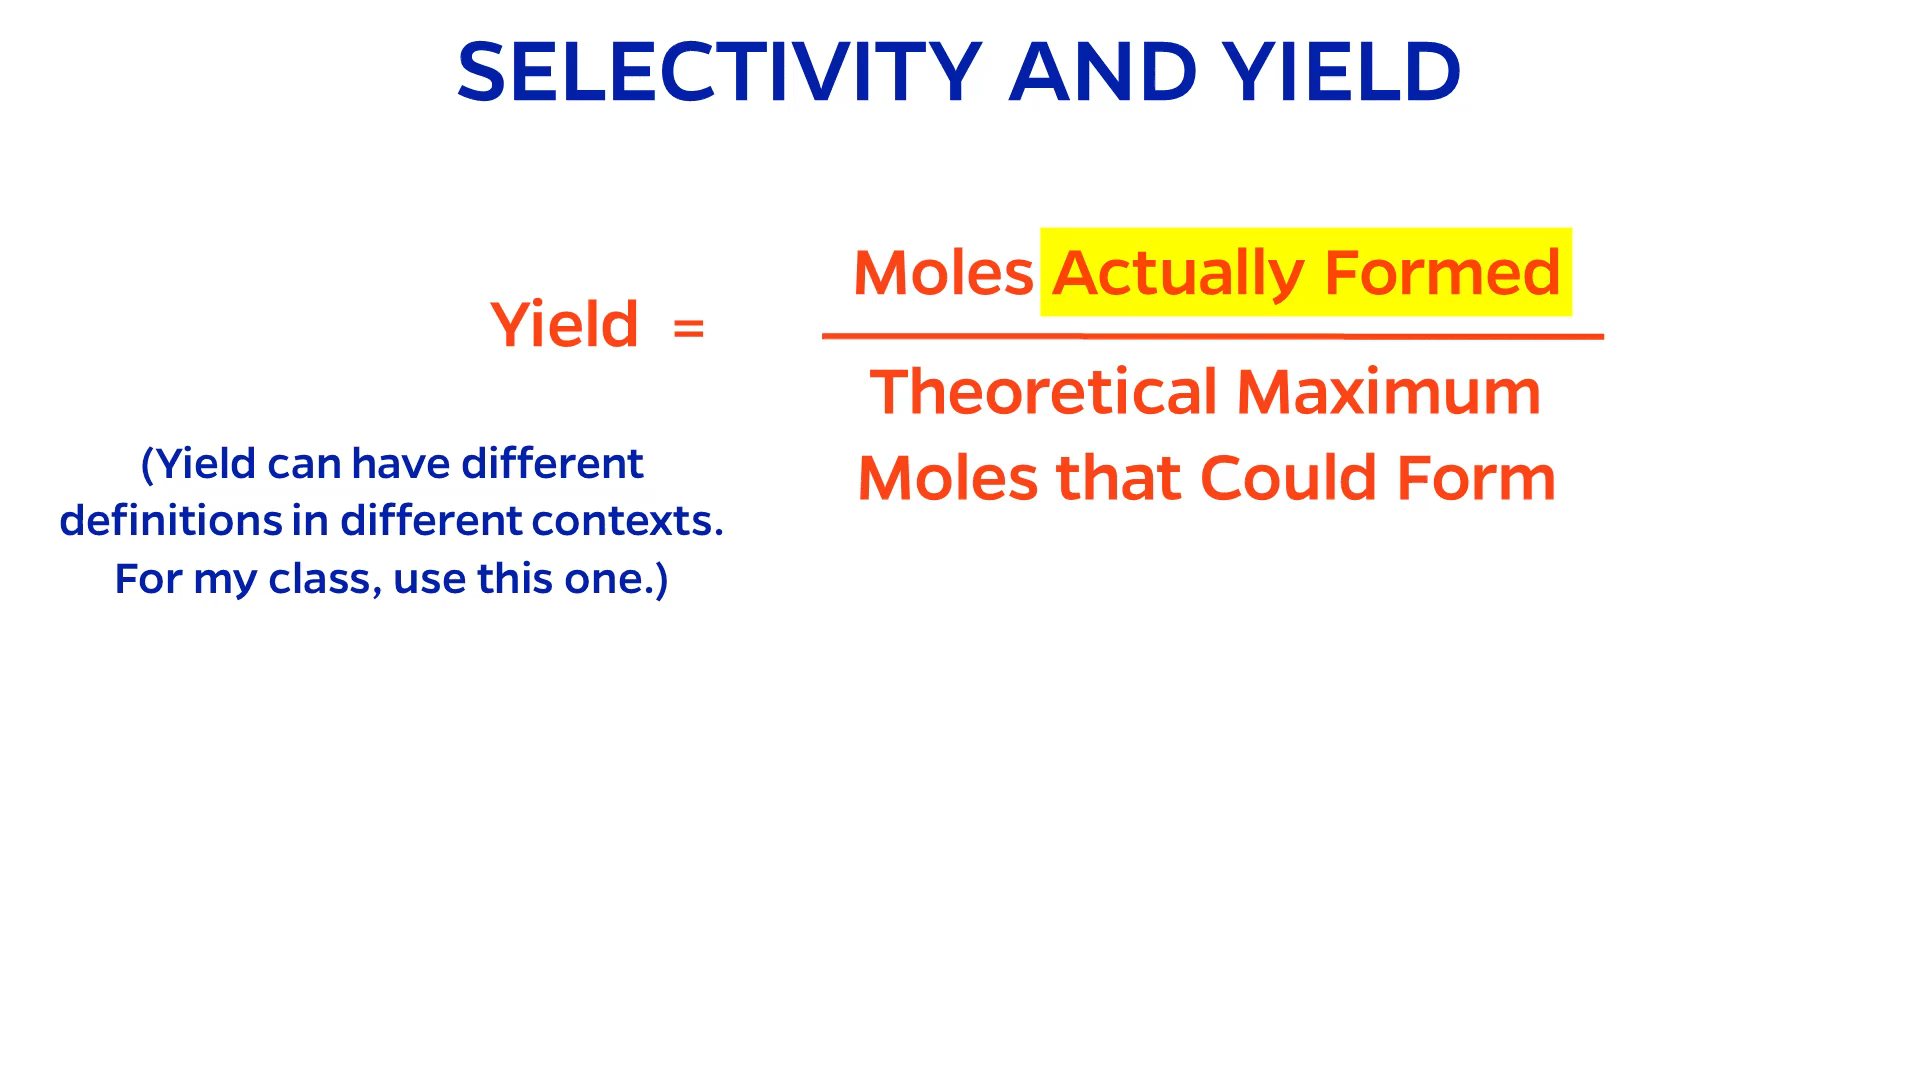 SELECTIVITY AND YIELD
Moles Actually Formed
Yield =
Theoretical Maximum
Moles that Could Form
(Yield can have different
definitions in different contexts.
For my class, use this one.)